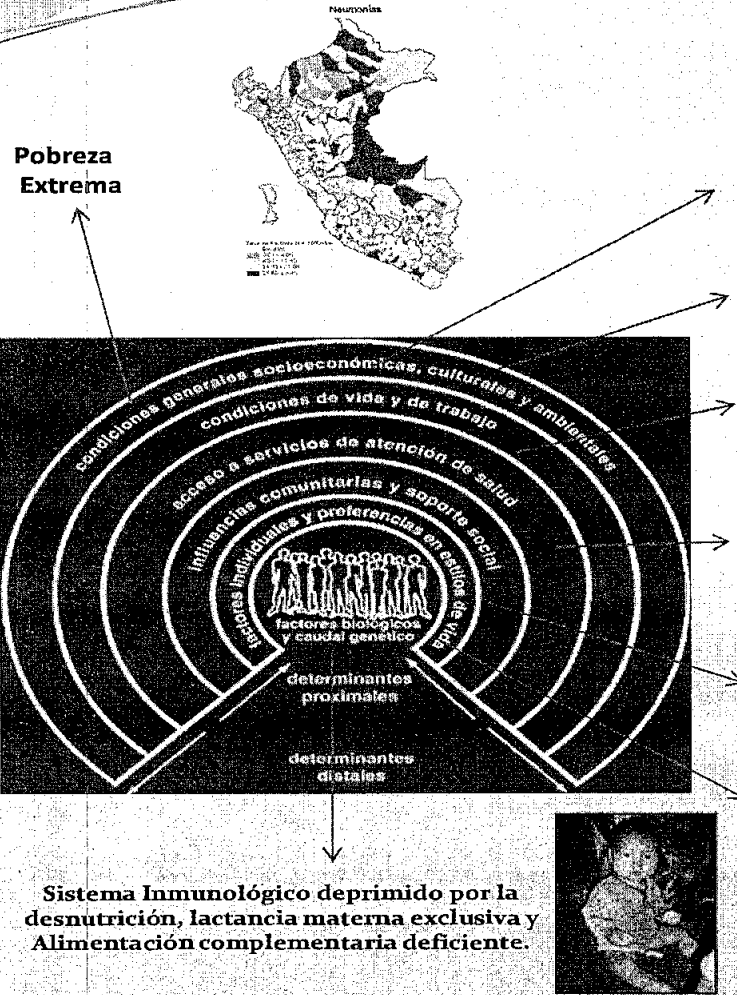 Neumonías
Pobreza
Extrema
condiciones generales socioeconómicas, culturales y ambientales
condiciones de vida y de trabajo
acceso a servicios de atención de salud
influencias comunitarias y soporte social
factores individuales y preferencias en estilos de vida
factores biológicos
y caudal genético
determinantes
proximales
determinantes
distales
Sistema Inmunológico deprimido por la
desnutrición, lactancia materna exclusiva y
Alimentación complementaria deficiente.